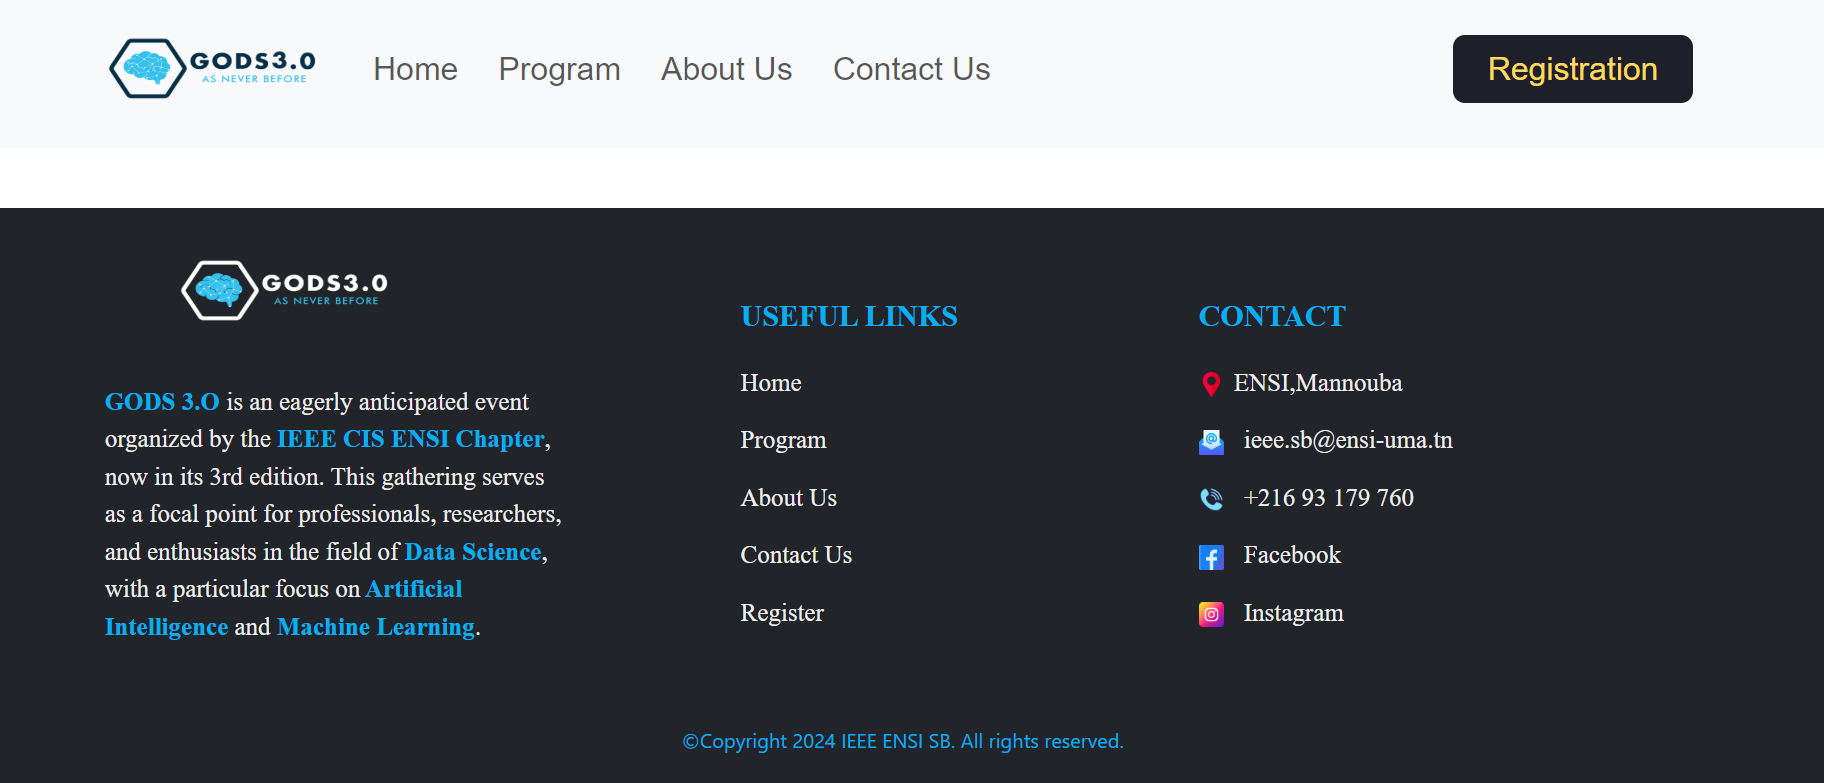 GODS3.0
AS NEVER BEFORE
Home Program About Us Contact Us
Registration
GODS3.0
AS NEVER BEFORE
GODS 3.O is an eagerly anticipated event
organized by the IEEE CIS ENSI Chapter,
now in its 3rd edition. This gathering serves
as a focal point for professionals, researchers,
and enthusiasts in the field of Data Science,
with a particular focus on Artificial
Intelligence and Machine Learning.
USEFUL LINKS
Home
Program
About Us
Contact Us
Register
CONTACT
ENSI,Mannouba
ieee.sb@ensi-uma.tn
+216 93 179 760
Facebook
Instagram
©Copyright 2024 IEEE ENSI SB. All rights reserved.